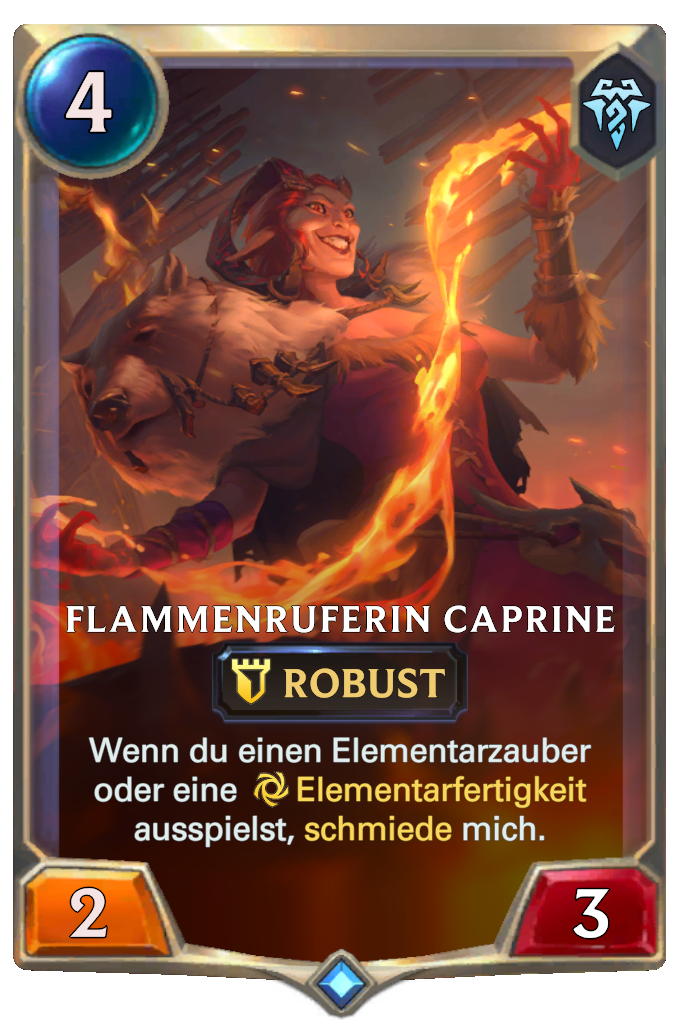 4
FLAMMENRUFERIN CAPRINE
ROBUST
Wenn du einen Elementarzauber
oder eine Elementarfertigkeit
ausspielst, schmiede mich.
2
3